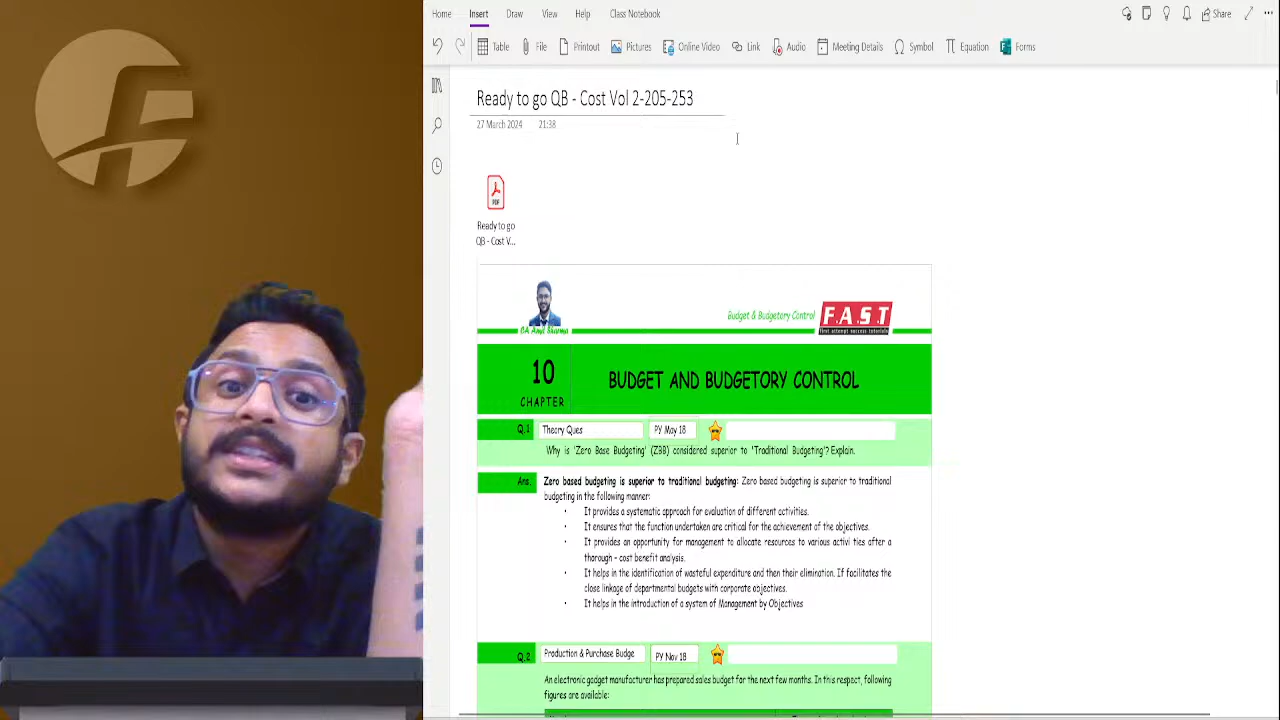 Home Insert Draw View Help Class Notebook Share
Table File Printout Pictures Online Video Link Audio Meeting Details Symbol Equation Forms
Ready to go QB - Cost Vol 2-205-253
27 March 2024 21:38
PDF
Ready to go
QB - Cost V...
Budget & Budgetory Control
F.A.S.T
first attempt success tutorials
10
CHAPTER
BUDGET AND BUDGETORY CONTROL
Q.1 Theory Ques PY May 18
Why is 'Zero Base Budgeting' (ZBB) considered superior to 'Traditional Budgeting'? Explain.
Ans. Zero based budgeting is superior to traditional budgeting: Zero based budgeting is superior to traditional
budgeting in the following manner:
• It provides a systematic approach for evaluation of different activities.
• It ensures that the function undertaken are critical for the achievement of the objectives.
• It provides an opportunity for management to allocate resources to various activi ties after a
thorough - cost benefit analysis.
• It helps in the identification of wasteful expenditure and then their elimination. If facilitates the
close linkage of departmental budgets with corporate objectives.
• It helps in the introduction of a system of Management by Objectives
Q.2 Production & Purchase Budge PY Nov 18
An electronic gadget manufacturer has prepared sales budget for the next few months. In this respect, following
figures are available: